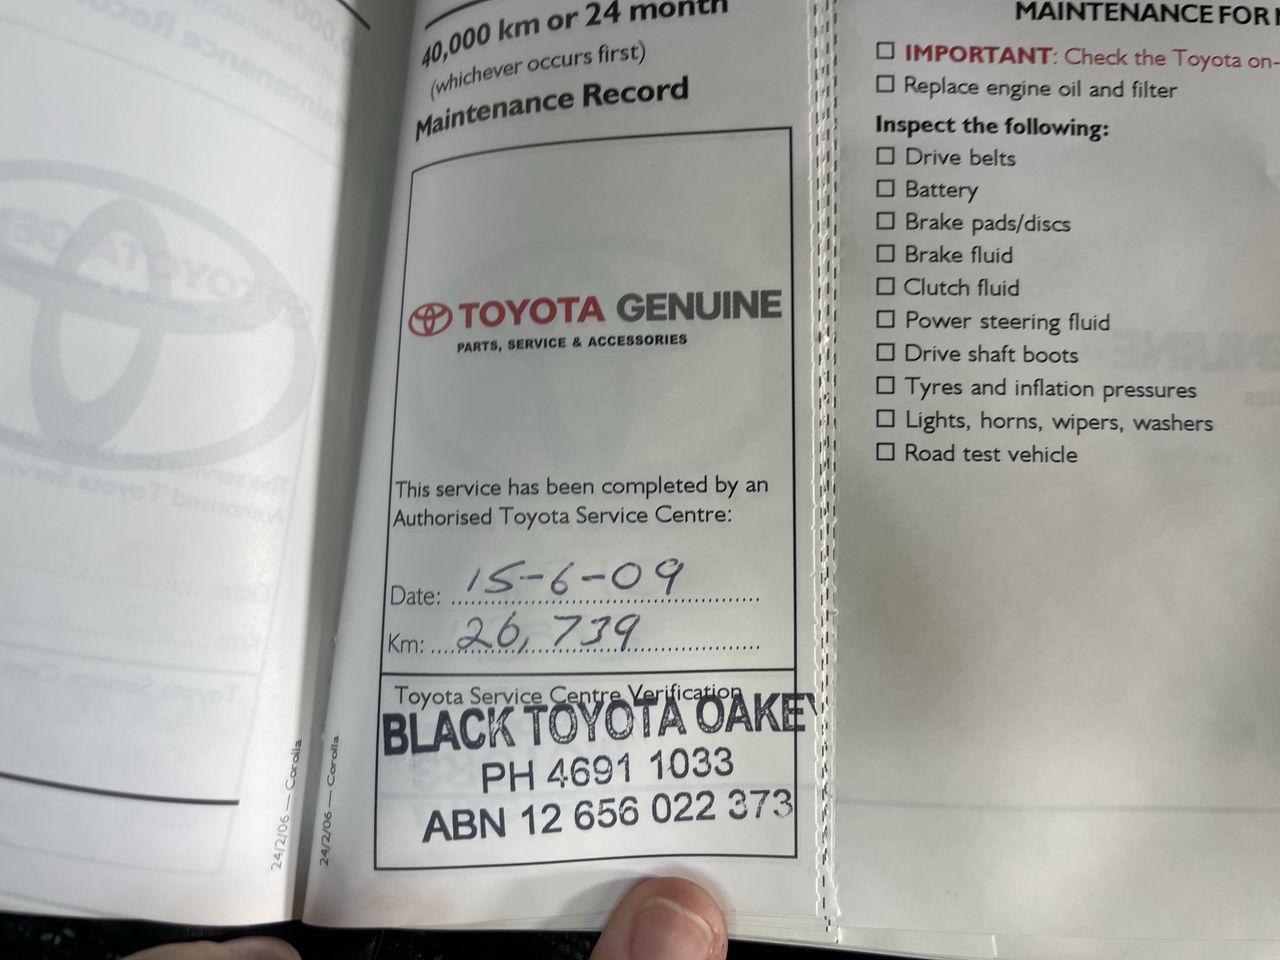 40,000 km or 24 month
(whichever occurs first)
Maintenance Record
TOYOTA GENUINE
PARTS, SERVICE & ACCESSORIES
This service has been completed by an
Authorised Toyota Service Centre:
Date: 15-6-09
Km: 26,739
Toyota Service Centre Verification
BLACK TOYOTA OAKEY
PH 4691 1033
ABN 12 656 022 373
24/2/06 — Corolla
24/2/06 — Corolla
MAINTENANCE FOR
IMPORTANT: Check the Toyota on-
Replace engine oil and filter
Inspect the following:
Drive belts
Battery
Brake pads/discs
Brake fluid
Clutch fluid
Power steering fluid
Drive shaft boots
Tyres and inflation pressures
Lights, horns, wipers, washers
Road test vehicle